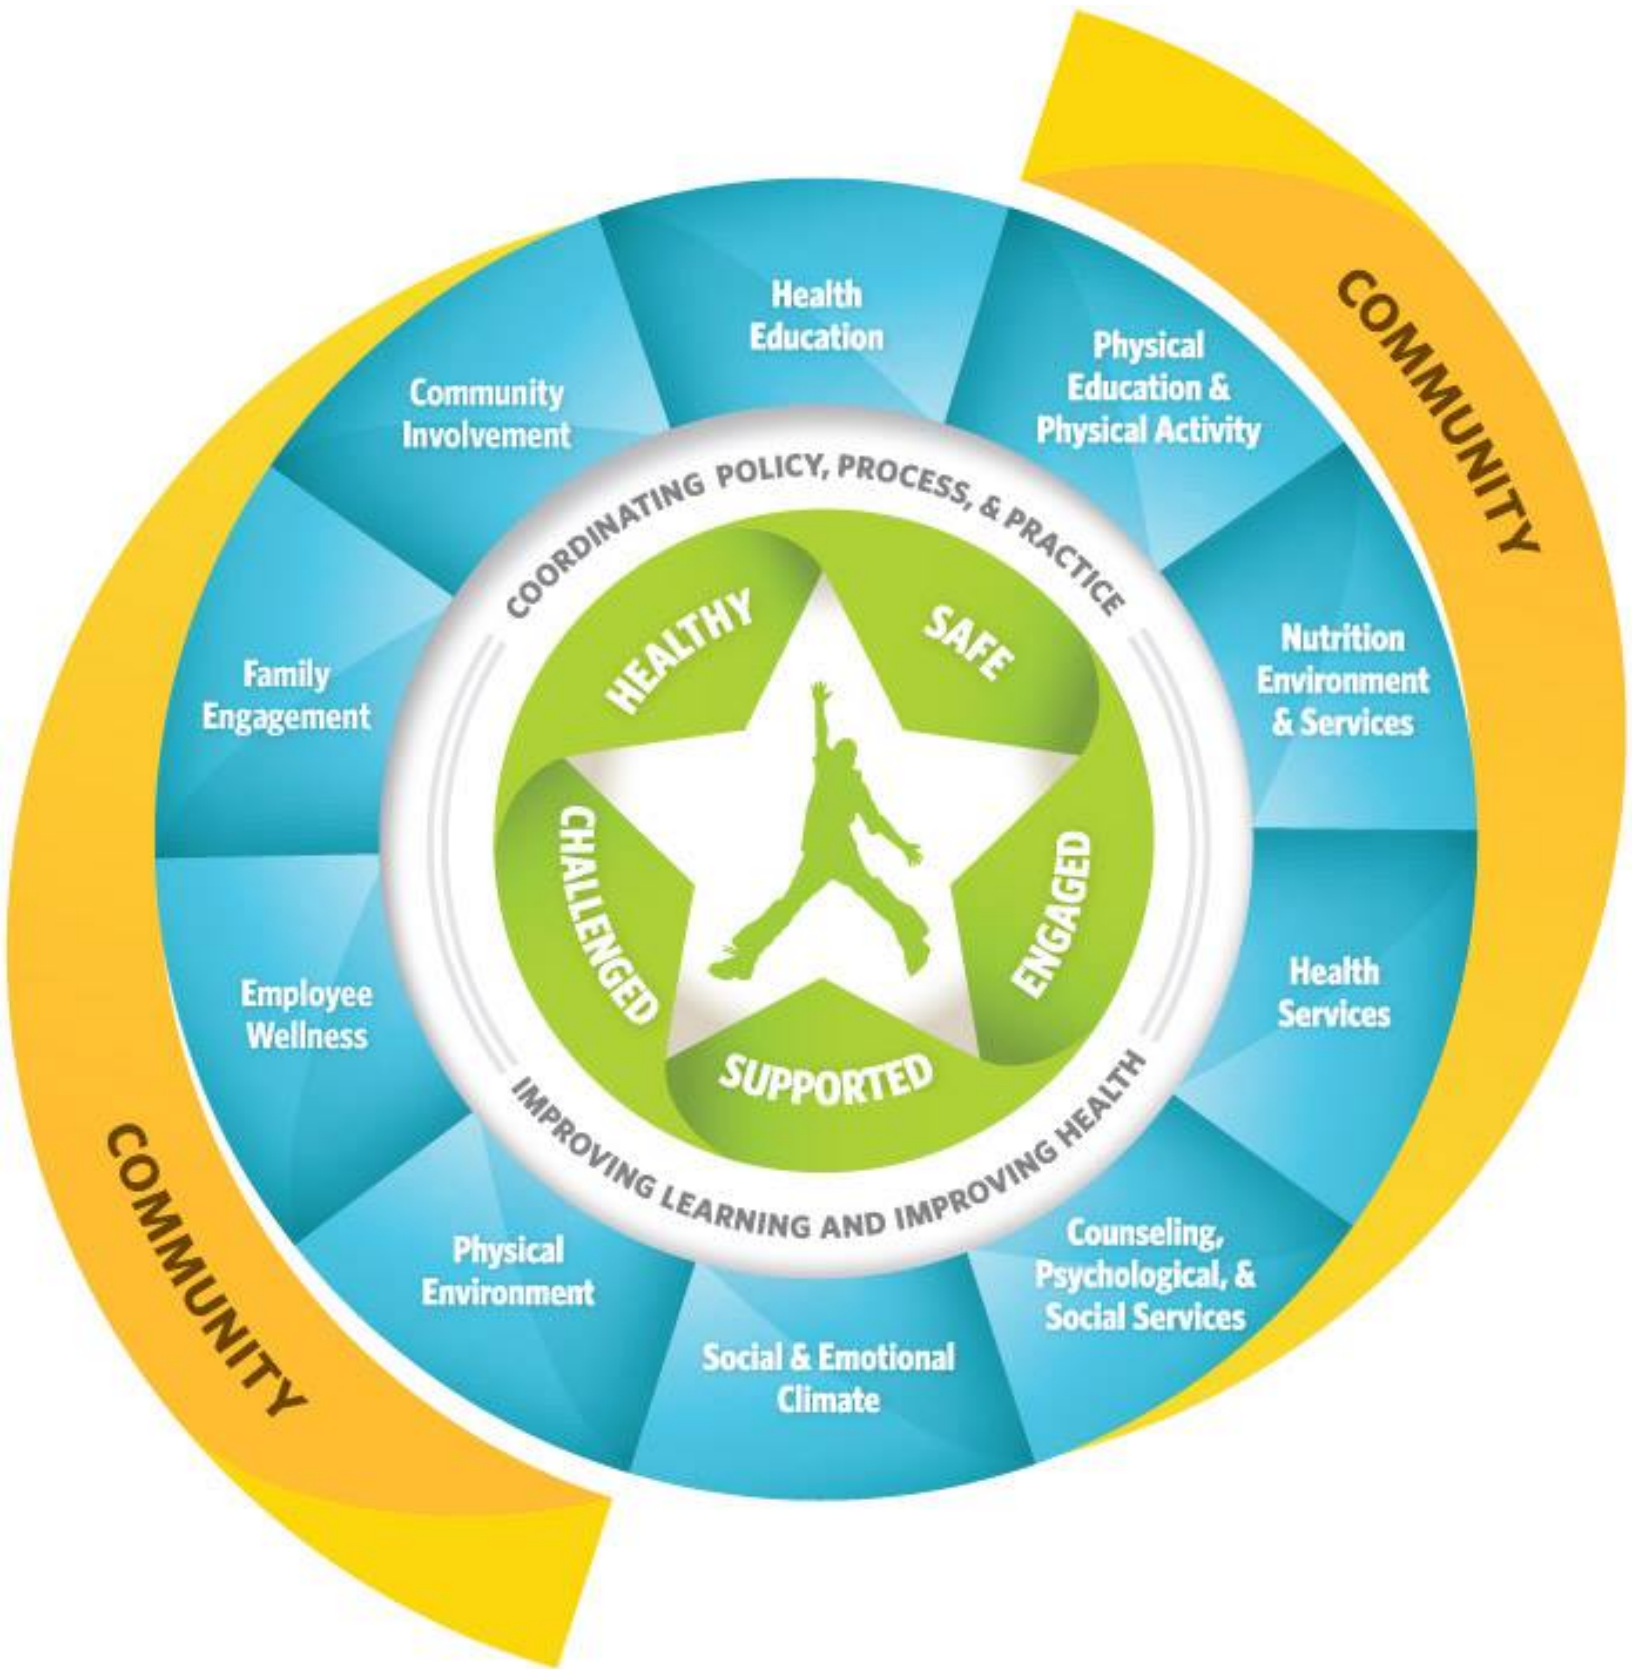 COMMUNITY
Health
Education
Physical
Education &
Physical Activity
Nutrition
Environment
& Services
Health
Services
Counseling,
Psychological, &
Social Services
Social & Emotional
Climate
Physical
Environment
Employee
Wellness
Family
Engagement
Community
Involvement
COORDINATING POLICY, PROCESS, & PRACTICE
IMPROVING LEARNING AND IMPROVING HEALTH
HEALTHY
SAFE
ENGAGED
SUPPORTED
CHALLENGED
COMMUNITY